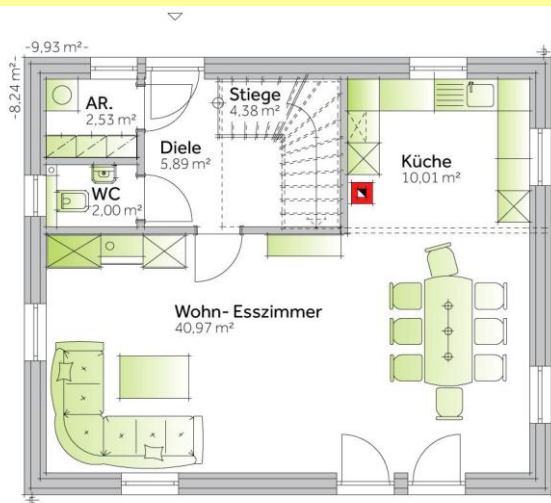 -9,93 m²-
-8,24 m²-
AR.
2,53 m²
Stiege
4,38 m²
Diele
5,89 m²
Küche
10,01 m²
WC
2,00 m²
Wohn- Esszimmer
40,97 m²